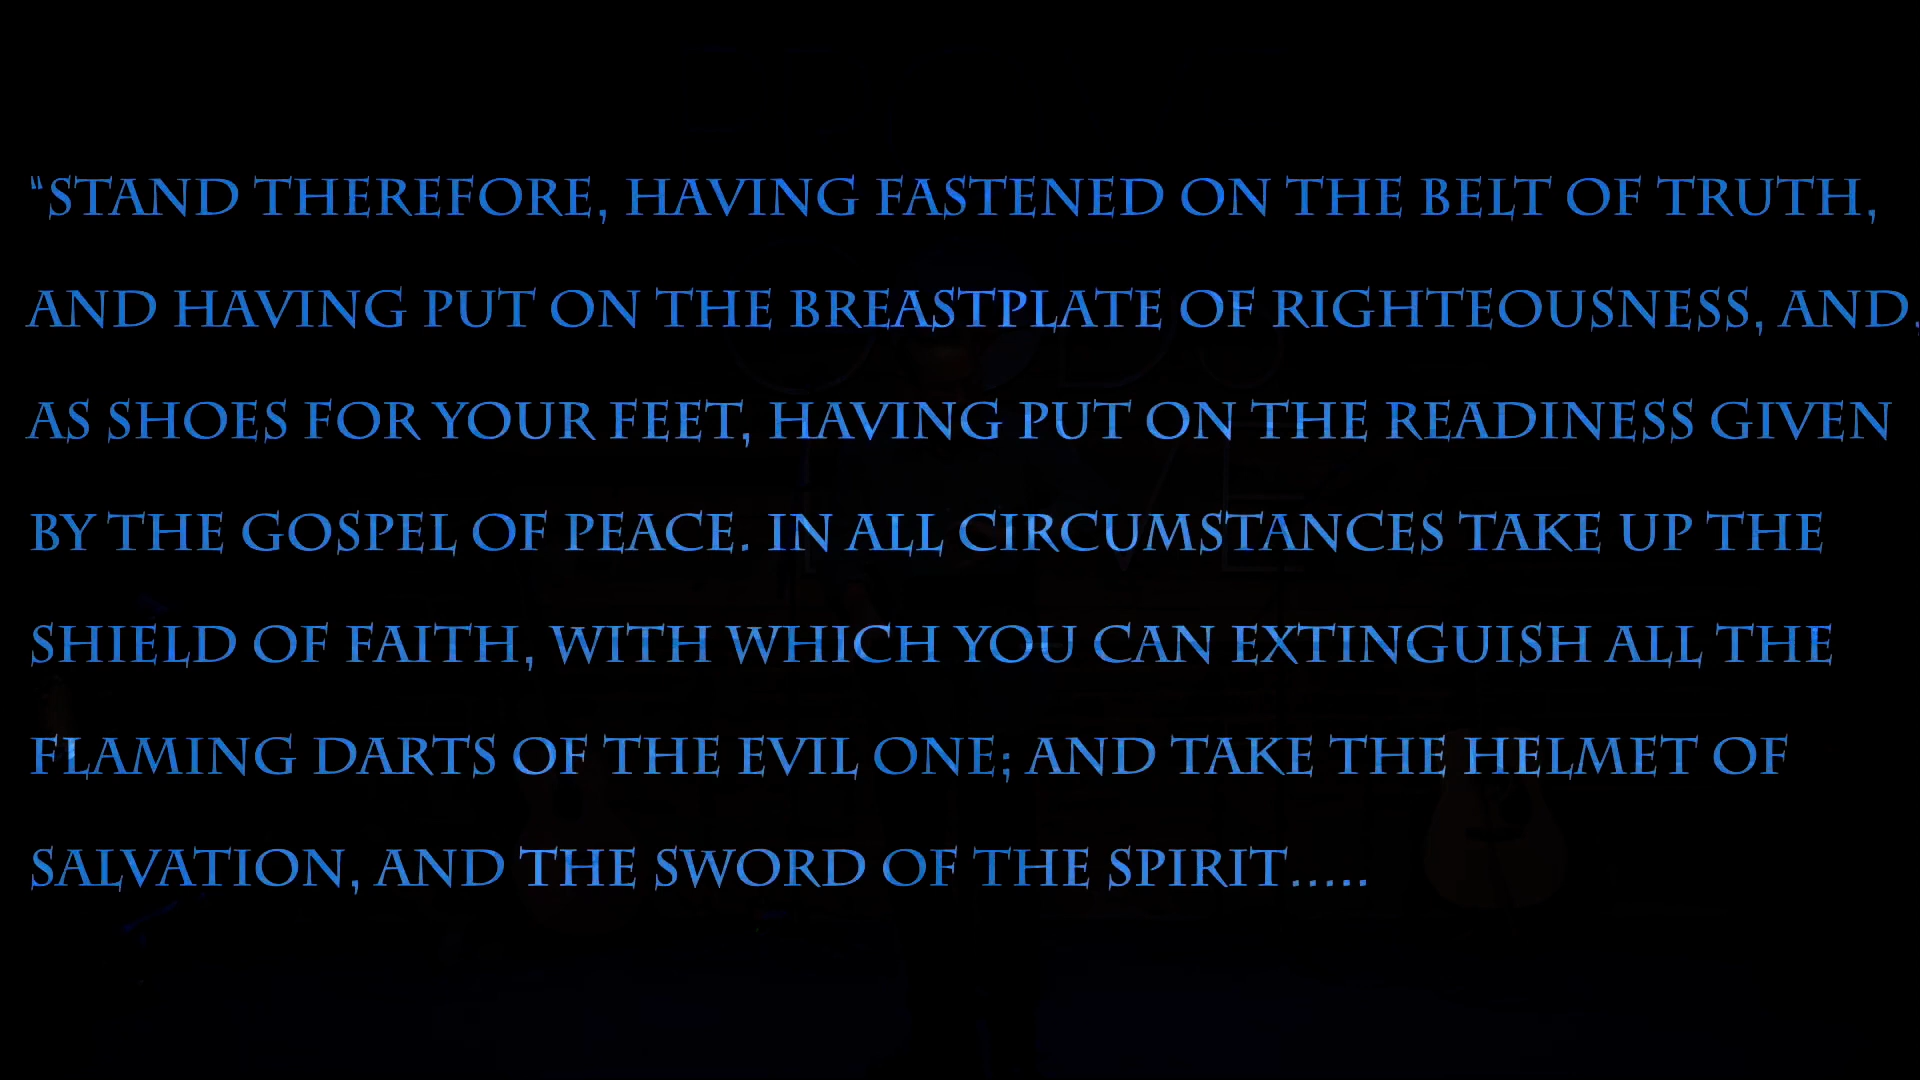 “STAND THEREFORE, HAVING FASTENED ON THE BELT OF TRUTH,
AND HAVING PUT ON THE BREASTPLATE OF RIGHTEOUSNESS, AND.
AS SHOES FOR YOUR FEET, HAVING PUT ON THE READINESS GIVEN
BY THE GOSPEL OF PEACE. IN ALL CIRCUMSTANCES TAKE UP THE
SHIELD OF FAITH, WITH WHICH YOU CAN EXTINGUISH ALL THE
FLAMING DARTS OF THE EVIL ONE; AND TAKE THE HELMET OF
SALVATION, AND THE SWORD OF THE SPIRIT.....